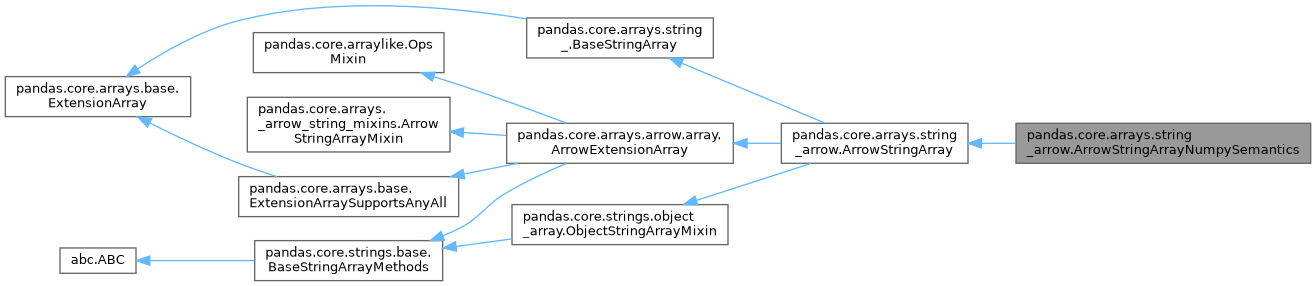 pandas.core.arrays.string
_.BaseStringArray
pandas.core.arraylike.Ops
Mixin
pandas.core.arrays.base.
ExtensionArray
pandas.core.arrays.
_arrow_string_mixins.Arrow
StringArrayMixin
pandas.core.arrays.arrow.array.
ArrowExtensionArray
pandas.core.arrays.string
_arrow.ArrowStringArray
pandas.core.arrays.string
_arrow.ArrowStringArrayNumpySemantics
pandas.core.arrays.base.
ExtensionArraySupportsAnyAll
pandas.core.strings.object
_array.ObjectStringArrayMixin
abc.ABC
pandas.core.strings.base.
BaseStringArrayMethods